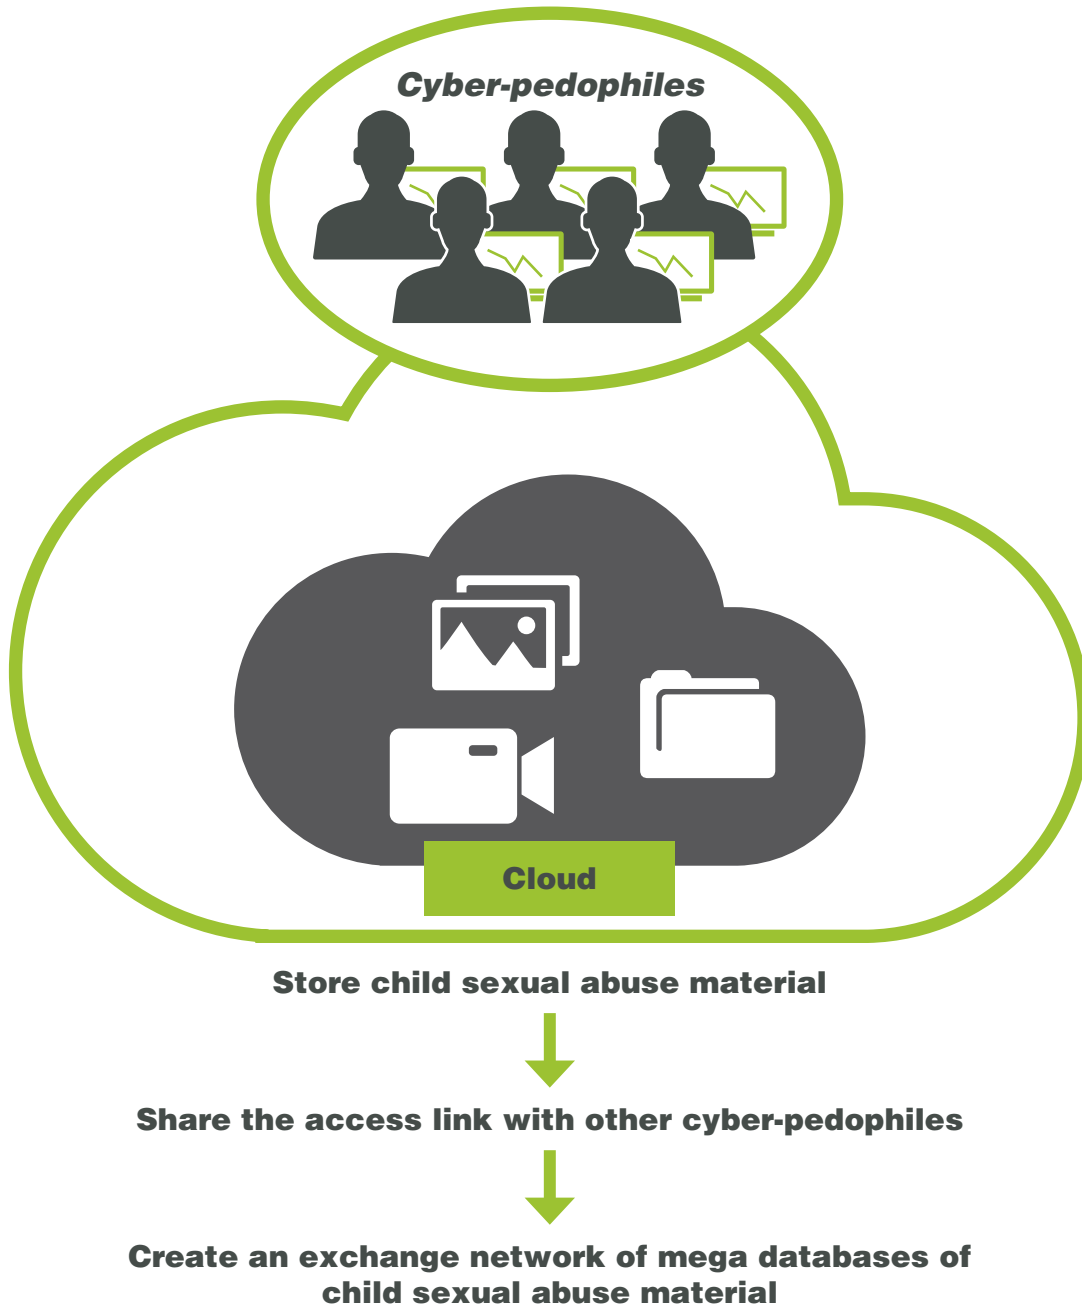 Cyber-pedophiles
Cloud
Store child sexual abuse material
Share the access link with other cyber-pedophiles
Create an exchange network of mega databases of
child sexual abuse material